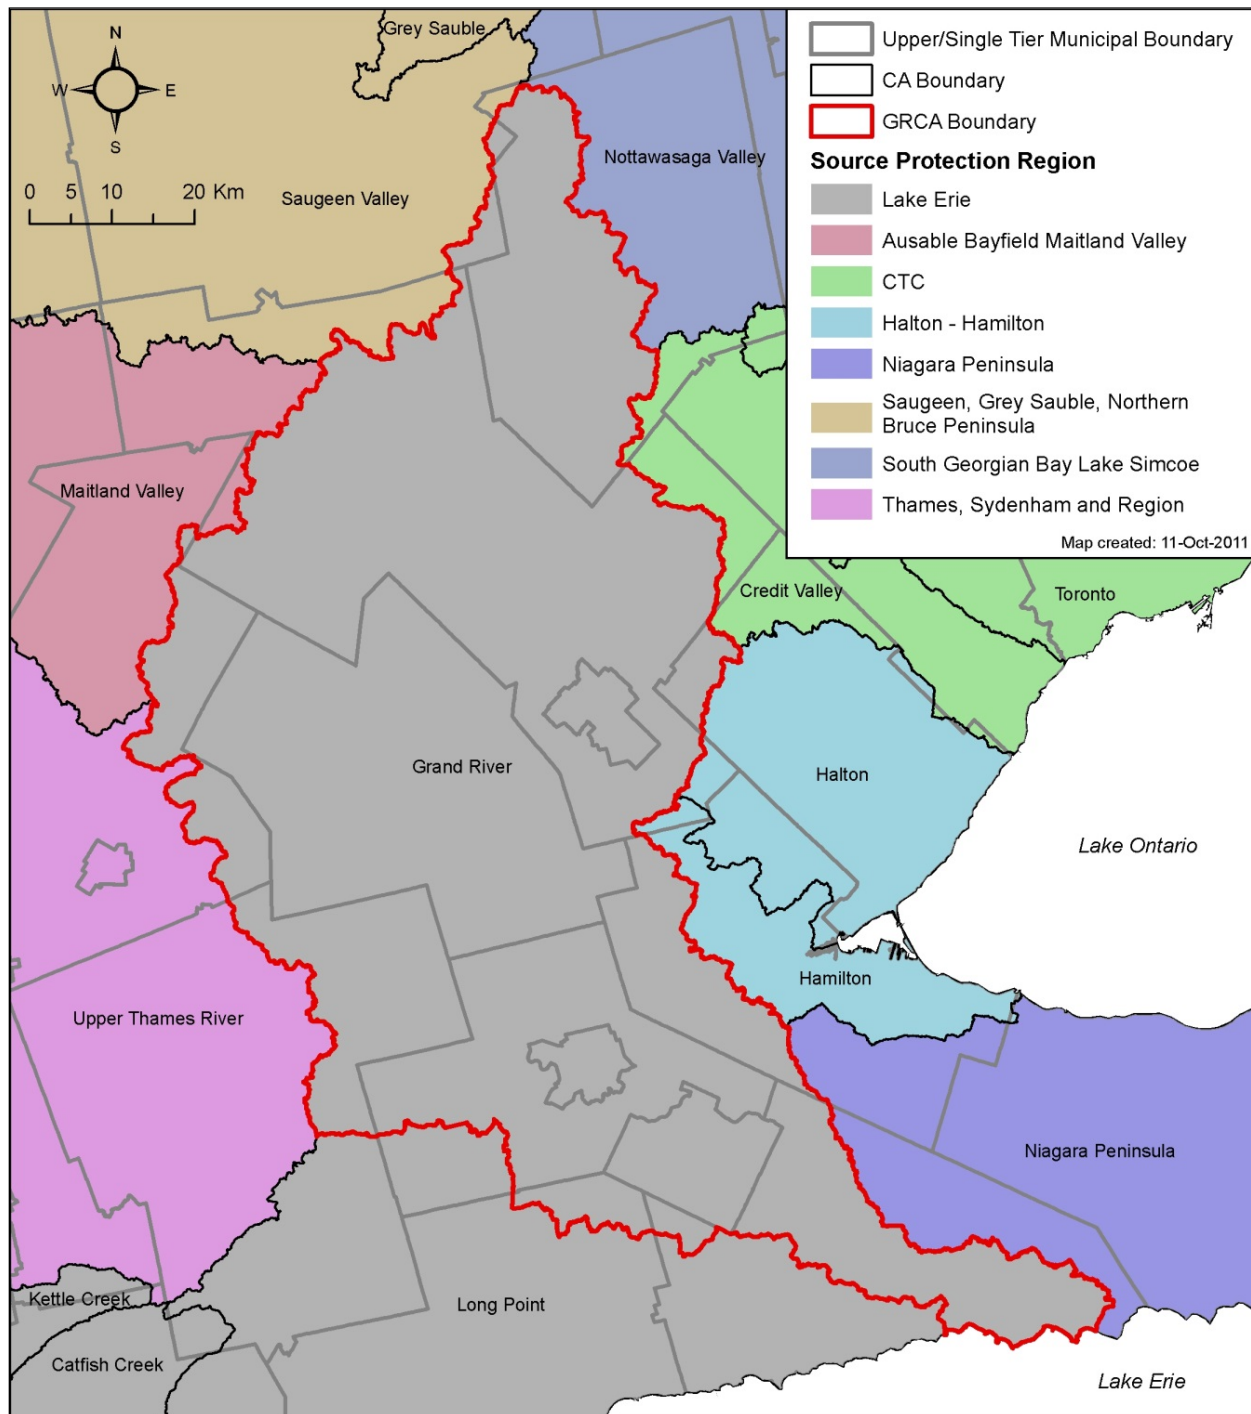 Grey Sauble
N
W
E
S
0 5 10 20 Km
Saugeen Valley
Nottawasaga Valley
Upper/Single Tier Municipal Boundary
CA Boundary
GRCA Boundary
Source Protection Region
Lake Erie
Ausable Bayfield Maitland Valley
CTC
Halton - Hamilton
Niagara Peninsula
Saugeen, Grey Sauble, Northern
Bruce Peninsula
South Georgian Bay Lake Simcoe
Thames, Sydenham and Region
Map created: 11-Oct-2011
Maitland Valley
Credit Valley
Toronto
Grand River
Halton
Lake Ontario
Hamilton
Upper Thames River
Niagara Peninsula
Kettle Creek
Long Point
Catfish Creek
Lake Erie